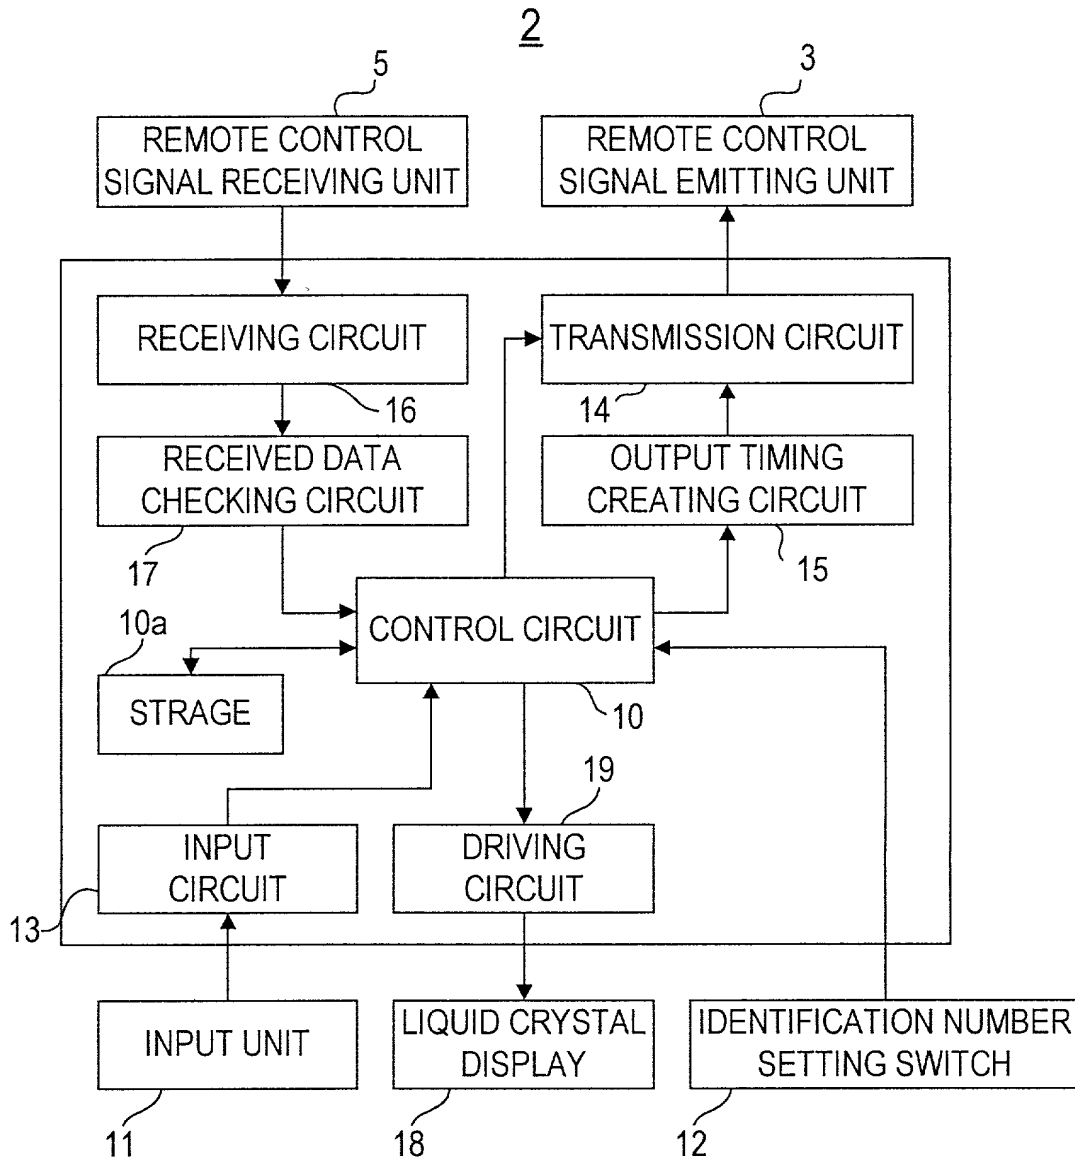 2
5
3
REMOTE CONTROL
SIGNAL RECEIVING UNIT
REMOTE CONTROL
SIGNAL EMITTING UNIT
RECEIVING CIRCUIT
TRANSMISSION CIRCUIT
16
14
RECEIVED DATA
CHECKING CIRCUIT
OUTPUT TIMING
CREATING CIRCUIT
17
15
10a
CONTROL CIRCUIT
STRAGE
10
19
INPUT
CIRCUIT
DRIVING
CIRCUIT
13
INPUT UNIT
LIQUID CRYSTAL
DISPLAY
IDENTIFICATION NUMBER
SETTING SWITCH
11
18
12